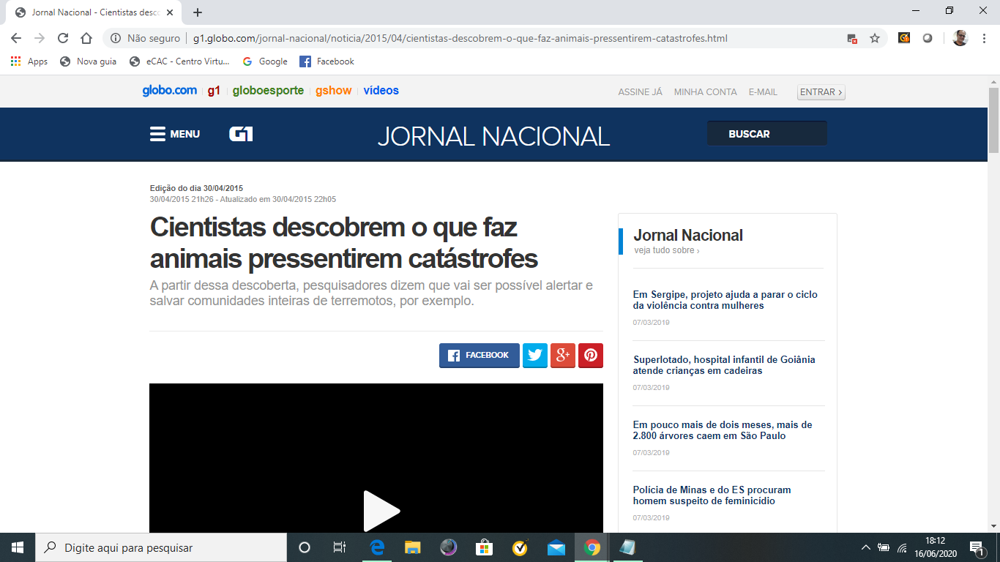 Jornal Nacional - Cientistas desc
Não seguro
g1.globo.com/jornal-nacional/noticia/2015/04/cientistas-descobrem-o-que-faz-animais-pressentirem-catastrofes.html
Apps
Nova guia
eCAC - Centro Virtu...
Google
Facebook
globo.com g1 globoesporte gshow vídeos
ASSINE JÁ MINHA CONTA E-MAIL ENTRAR ›
MENU
G1
JORNAL NACIONAL
BUSCAR
Edição do dia 30/04/2015
30/04/2015 21h26 - Atualizado em 30/04/2015 22h05
Cientistas descobrem o que faz
animais pressentirem catástrofes
A partir dessa descoberta, pesquisadores dizem que vai ser possível alertar e
salvar comunidades inteiras de terremotos, por exemplo.
FACEBOOK
g+
Jornal Nacional
veja tudo sobre ›
Em Sergipe, projeto ajuda a parar o ciclo
da violência contra mulheres
07/03/2019
Superlotado, hospital infantil de Goiânia
atende crianças em cadeiras
07/03/2019
Em pouco mais de dois meses, mais de
2.800 árvores caem em São Paulo
07/03/2019
Polícia de Minas e do ES procuram
homem suspeito de feminicídio
07/03/2019
Digite aqui para pesquisar
18:12
16/06/2020
1